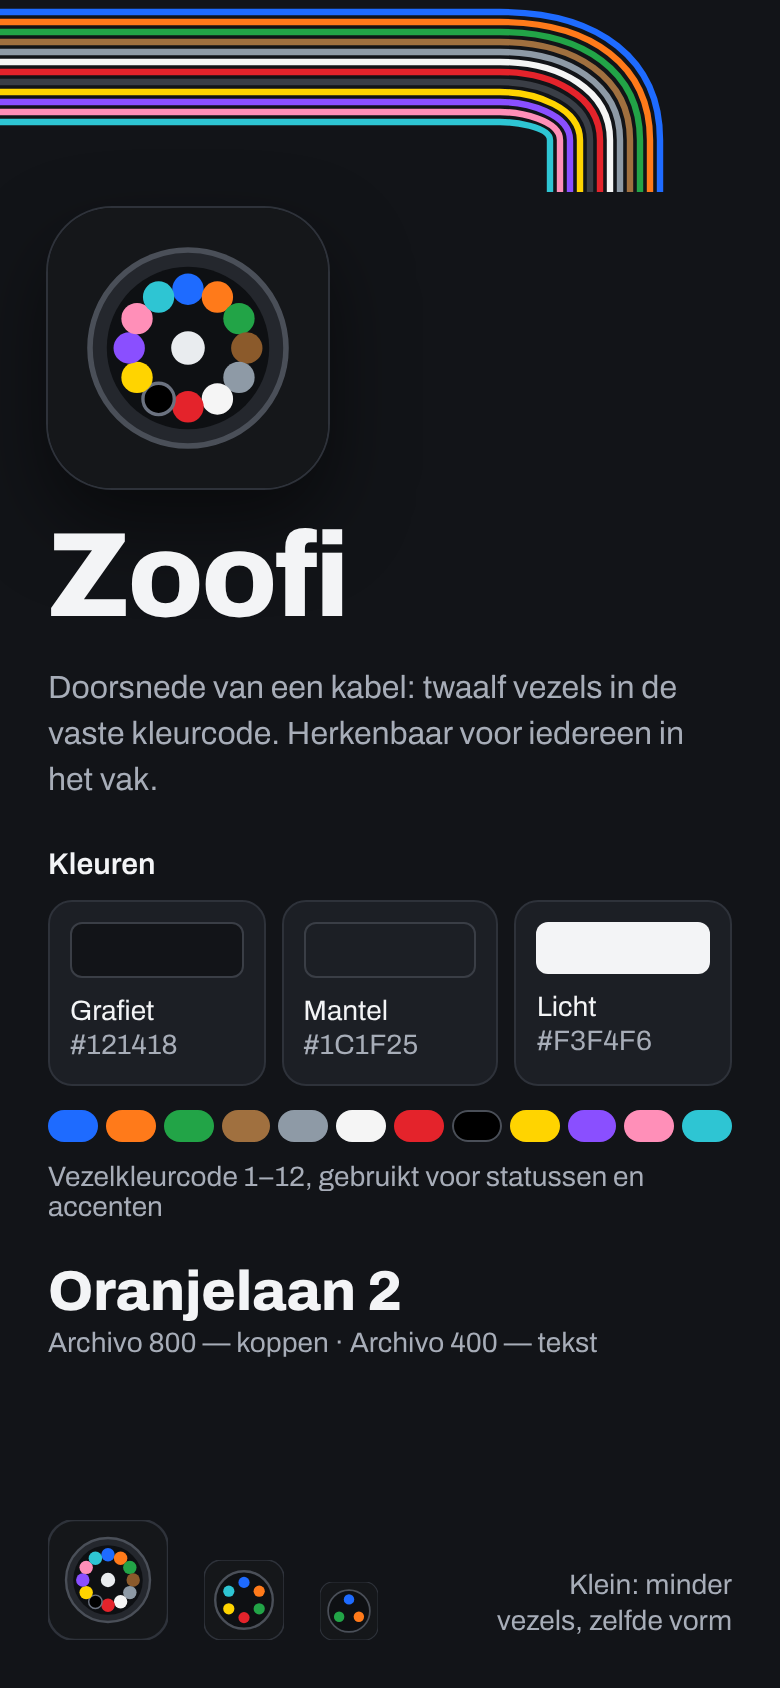 Zoofi
Doorsnede van een kabel: twaalf vezels in de
vaste kleurcode. Herkenbaar voor iedereen in
het vak.
Kleuren
Grafiet
#121418
Mantel
#1C1F25
Licht
#F3F4F6
Vezelkleurcode 1–12, gebruikt voor statussen en
accenten
Oranjelaan 2
Archivo 800 — koppen · Archivo 400 — tekst
Klein: minder
vezels, zelfde vorm